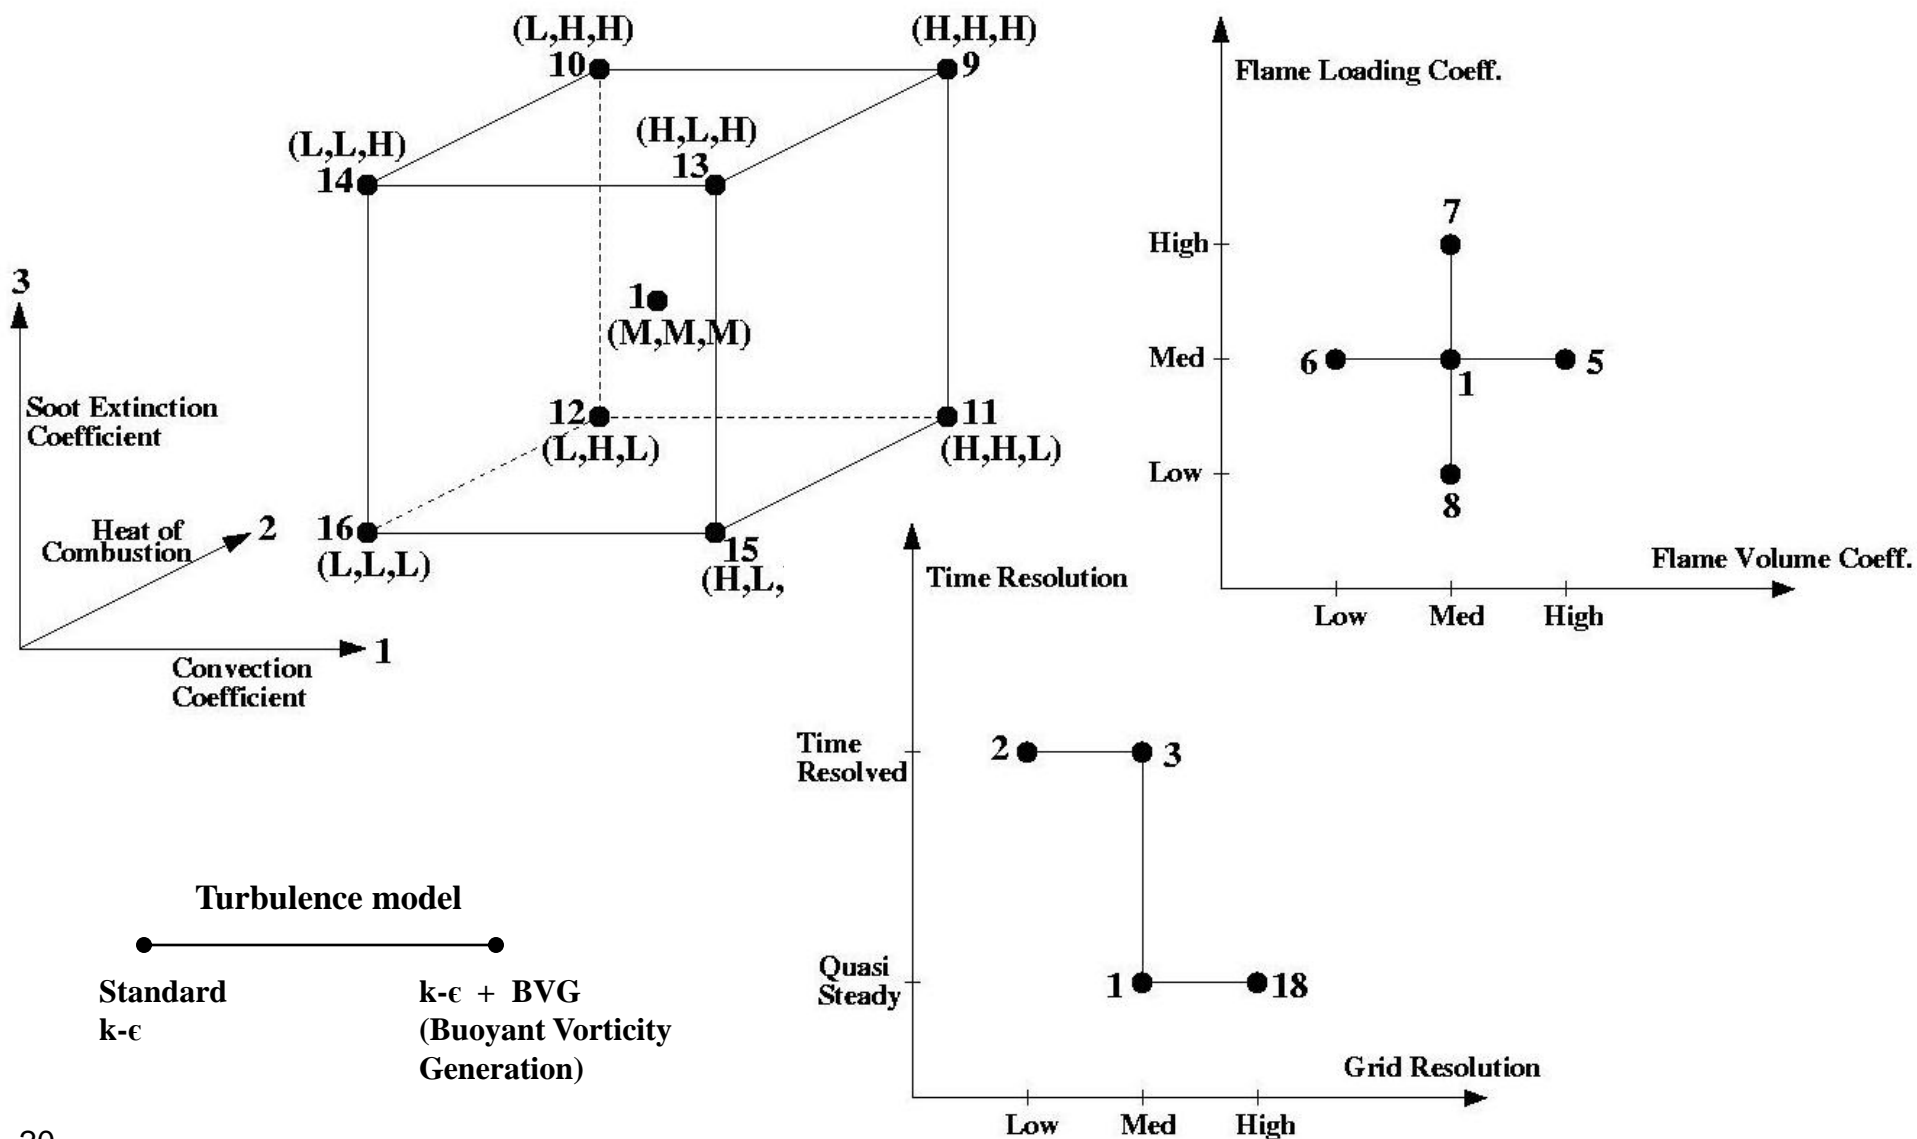 (L,H,H)
10
(H,H,H)
9
(L,L,H)
14
(H,L,H)
13
1
(M,M,M)
12
(L,H,L)
11
(H,H,L)
16
(L,L,L)
15
(H,L,
3
Soot Extinction
Coefficient
Heat of
Combustion
2
1
Convection
Coefficient
Flame Loading Coeff.
7
High
Med
6
1
5
Low
8
Flame Volume Coeff.
Low Med High
Time Resolution
Time
Resolved
2
3
Quasi
Steady
1
18
Grid Resolution
Low Med High
Turbulence model
Standard
k-ϵ
k-ϵ + BVG
(Buoyant Vorticity
Generation)